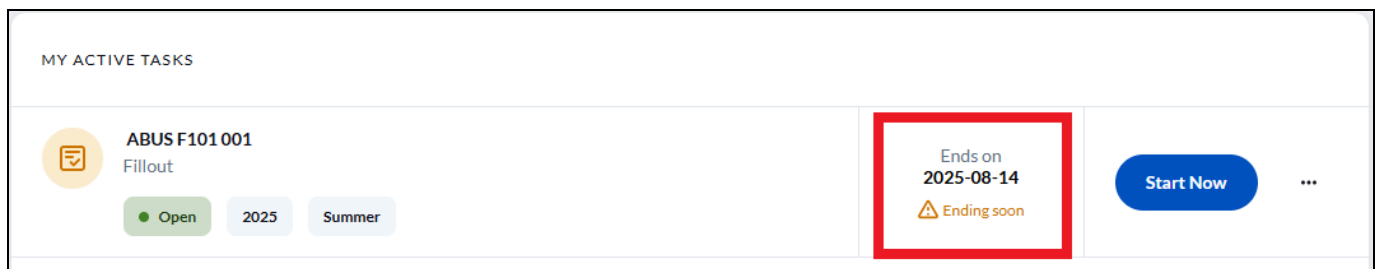 MY ACTIVE TASKS
ABUS F101 001
Fillout
Open 2025 Summer
Ends on
2025-08-14
Ending soon
Start Now